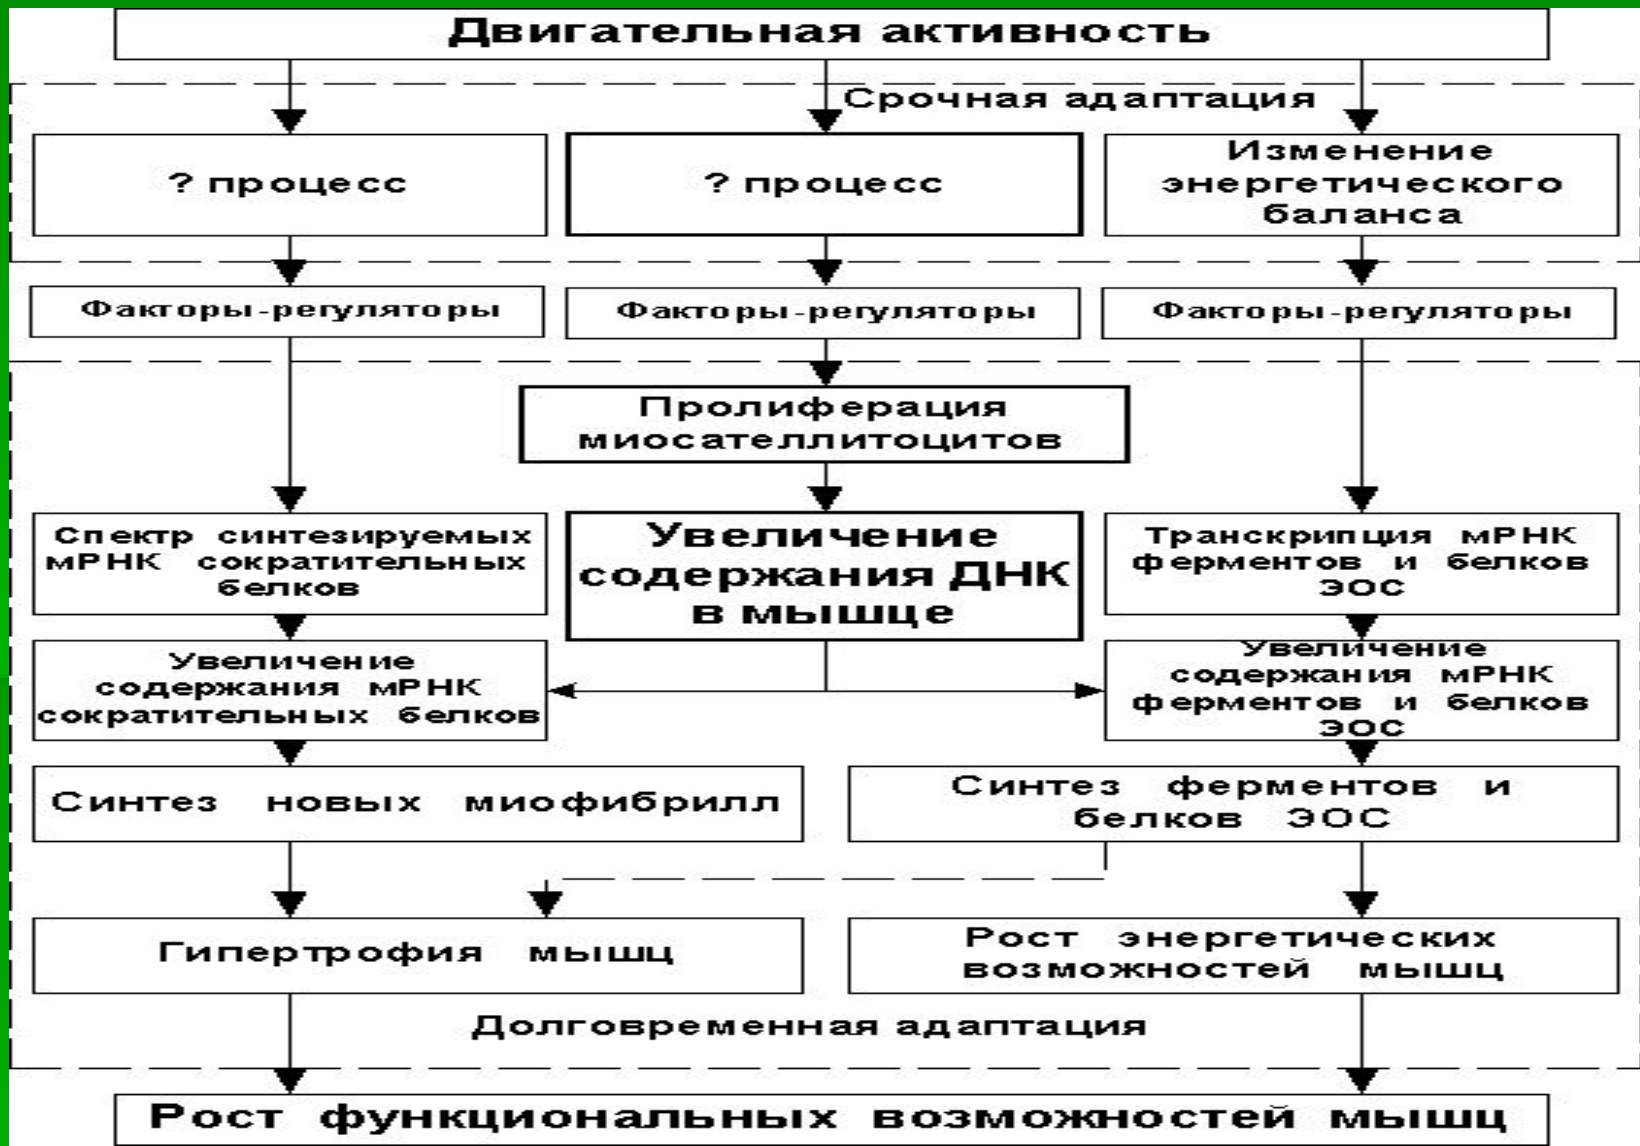 Двигательная активность
Срочная адаптация
? процесс
? процесс
Изменение
энергетического
баланса
Факторы-регуляторы
Факторы-регуляторы
Факторы-регуляторы
Пролиферация
миосателлитоцитов
Спектр синтезируемых
мРНК сократительных
белков
Увеличение
содержания ДНК
в мышце
Транскрипция мРНК
ферментов и белков
ЭОС
Увеличение
содержания мРНК
сократительных белков
Увеличение
содержания мРНК
ферментов и белков
ЭОС
Синтез новых миофибрилл
Синтез ферментов и
белков ЭОС
Гипертрофия мышц
Рост энергетических
возможностей мышц
Долговременная адаптация
Рост функциональных возможностей мышц